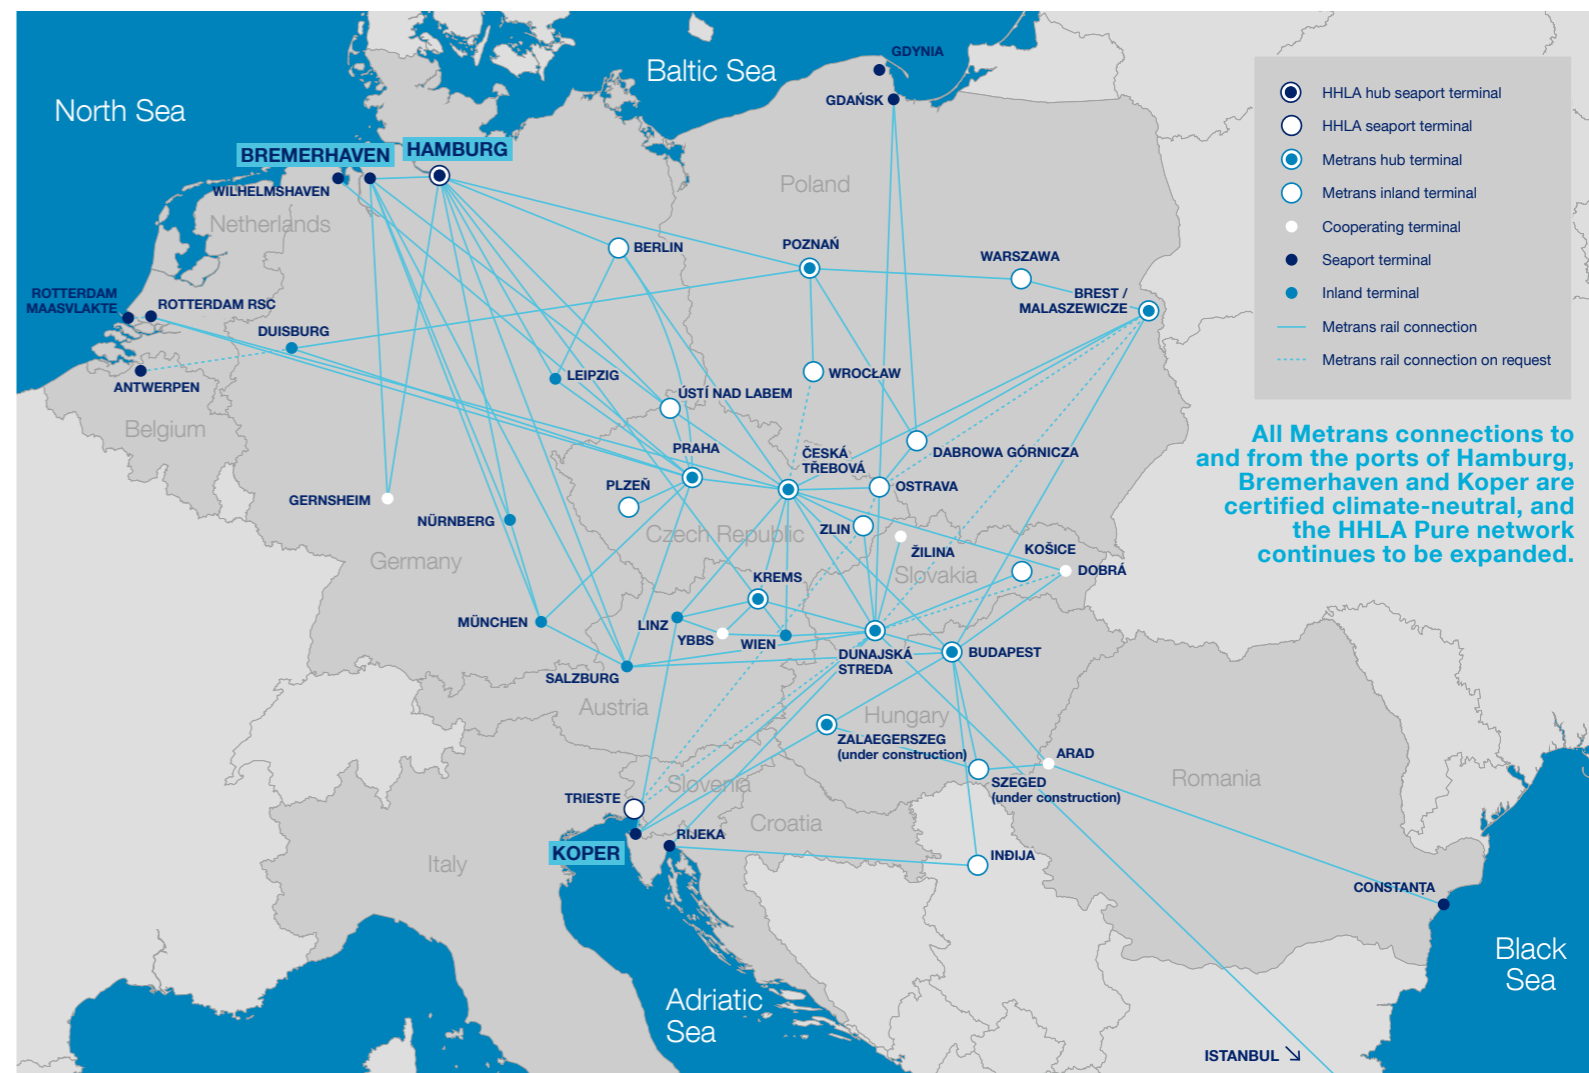 GDYNIA
Baltic Sea
HHLA hub seaport terminal
GDAŃSK
North Sea
HHLA seaport terminal
BREMERHAVEN
HAMBURG
Metrans hub terminal
WILHELMSHAVEN
Poland
Metrans inland terminal
Netherlands
Cooperating terminal
BERLIN
POZNAŃ
WARSZAWA
Seaport terminal
ROTTERDAM
MAASVLAKTE
ROTTERDAM RSC
BREST /
MALASZEWICZE
Inland terminal
DUISBURG
Metrans rail connection
Metrans rail connection on request
ANTWERPEN
LEIPZIG
WROCŁAW
ÚSTÍ NAD LABEM
Belgium
All Metrans connections to
and from the ports of Hamburg,
Bremerhaven and Koper are
certified climate-neutral, and
the HHLA Pure network
continues to be expanded.
PRAHA
ČESKÁ
TŘEBOVÁ
DABROWA GÓRNICZA
PLZEŇ
OSTRAVA
GERNSHEIM
NÜRNBERG
Czech Republic
ZLIN
ŽILINA
KOŠICE
Germany
Slovakia
DOBRÁ
KREMS
MÜNCHEN
LINZ
YBBS
WIEN
DUNAJSKÁ
STREDA
BUDAPEST
SALZBURG
Austria
Hungary
ZALAEGERSZEG
(under construction)
ARAD
SZEGED
(under construction)
Romania
Slovenia
TRIESTE
Croatia
RIJEKA
KOPER
Italy
INĐIJA
CONSTANȚA
Black
Sea
Adriatic
Sea
ISTANBUL